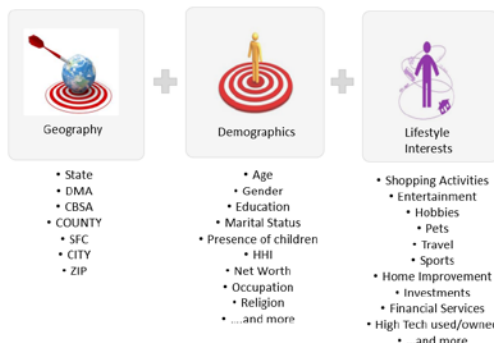 Geography
• State
• DMA
• CBSA
• COUNTY
• SFC
• CITY
• ZIP
Demographics
• Age
• Gender
• Education
• Marital Status
• Presence of children
• HHI
• Net Worth
• Occupation
• Religion
• ....and more
Lifestyle
Interests
• Shopping Activities
• Entertainment
• Hobbies
• Pets
• Travel
• Sports
• Home Improvement
• Investments
• Financial Services
• High Tech used/owned
• ...and more